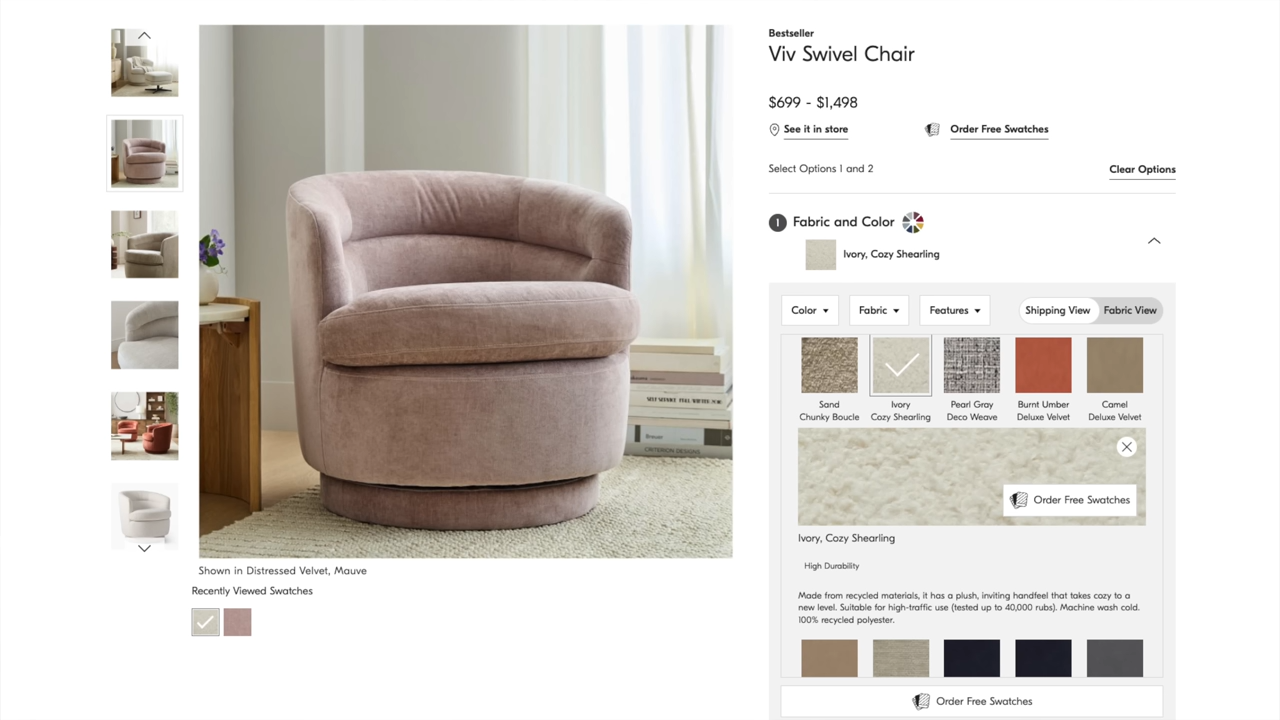 Bestseller
Viv Swivel Chair
$699 - $1,498
See it in store
Order Free Swatches
Select Options 1 and 2
Clear Options
1 Fabric and Color
Ivory, Cozy Shearling
Color
Fabric
Features
Shipping View
Fabric View
Sand
Chunky Boucle
Ivory
Cozy Shearling
Pearl Gray
Deco Weave
Burnt Umber
Deluxe Velvet
Camel
Deluxe Velvet
Order Free Swatches
Ivory, Cozy Shearling
High Durability
Made from recycled materials, it has a plush, inviting handfeel that takes cozy to a
new level. Suitable for high-traffic use (tested up to 40,000 rubs). Machine wash cold.
100% recycled polyester.
Order Free Swatches
Breuer
CRITERION DESIGNS
Shown in Distressed Velvet, Mauve
Recently Viewed Swatches